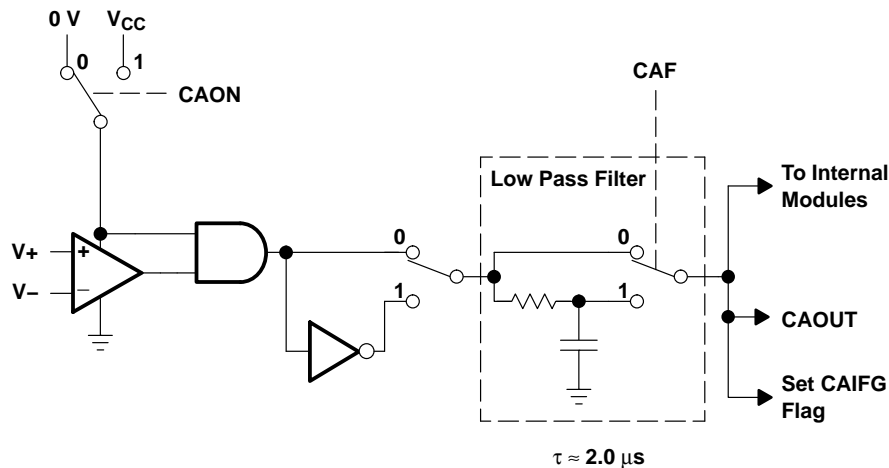 0 V VCC
0 1
CAON
CAF
Low Pass Filter
To Internal
Modules
V+
+
V−
−
0
1
0
1
CAOUT
Set CAIFG
Flag
τ ≈ 2.0 μs